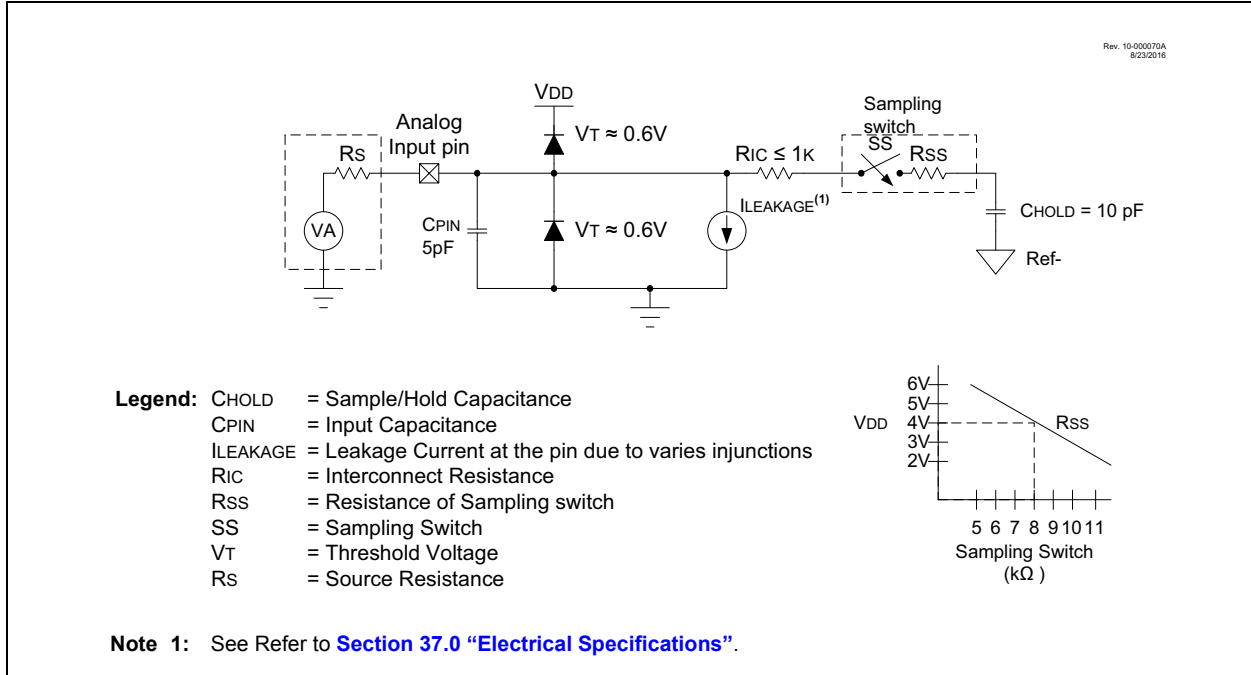 Rev. 10-000070A
8/23/2016
VDD
Sampling
switch
SS
RSS
Analog
Input pin
VT ≈ 0.6V
RS
RIC ≤ 1K
ILEAKAGE(1)
CHOLD = 10 pF
VA
CPIN
5pF
VT ≈ 0.6V
Ref-
Legend: CHOLD = Sample/Hold Capacitance
CPIN = Input Capacitance
ILEAKAGE = Leakage Current at the pin due to varies injunctions
RIC = Interconnect Resistance
RSS = Resistance of Sampling switch
SS = Sampling Switch
VT = Threshold Voltage
RS = Source Resistance
6V
5V
VDD 4V RSS
3V
2V
5 6 7 8 9 10 11
Sampling Switch
(kΩ )
Note 1: See Refer to Section 37.0 “Electrical Specifications”.